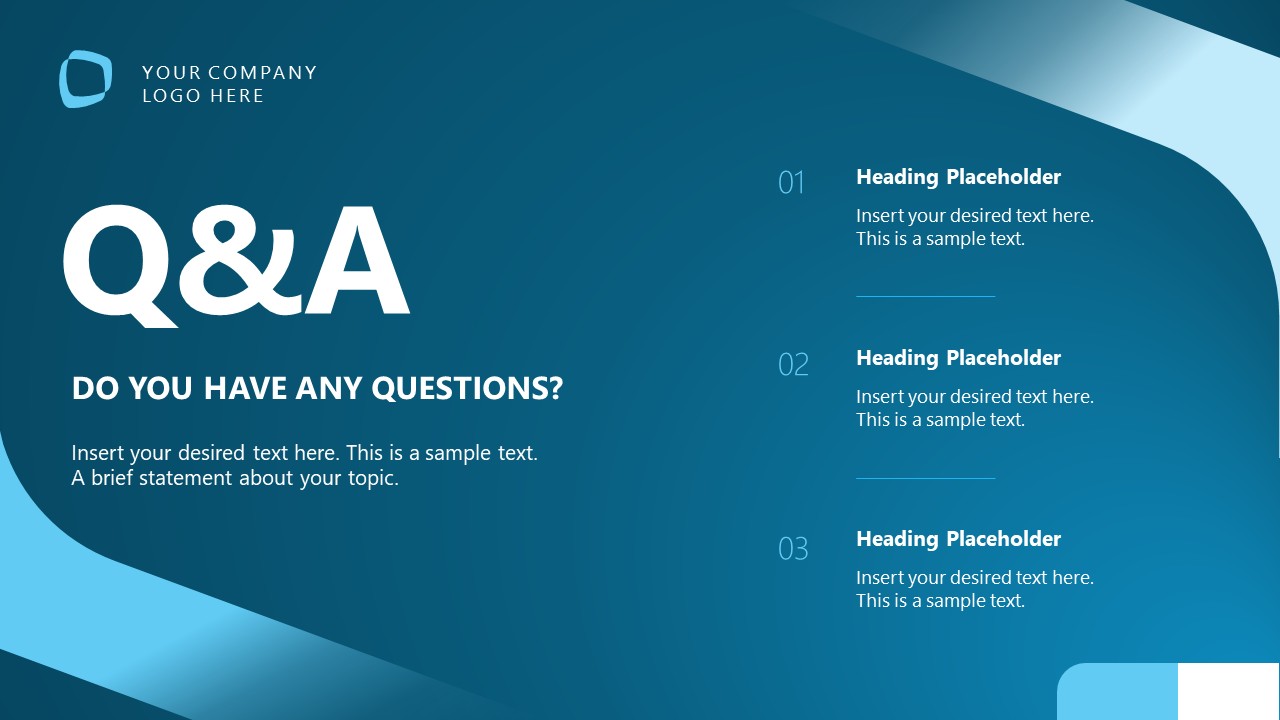 YOUR COMPANY
LOGO HERE
Q&A
DO YOU HAVE ANY QUESTIONS?
Insert your desired text here. This is a sample text.
A brief statement about your topic.
01
Heading Placeholder
Insert your desired text here.
This is a sample text.
02
Heading Placeholder
Insert your desired text here.
This is a sample text.
03
Heading Placeholder
Insert your desired text here.
This is a sample text.